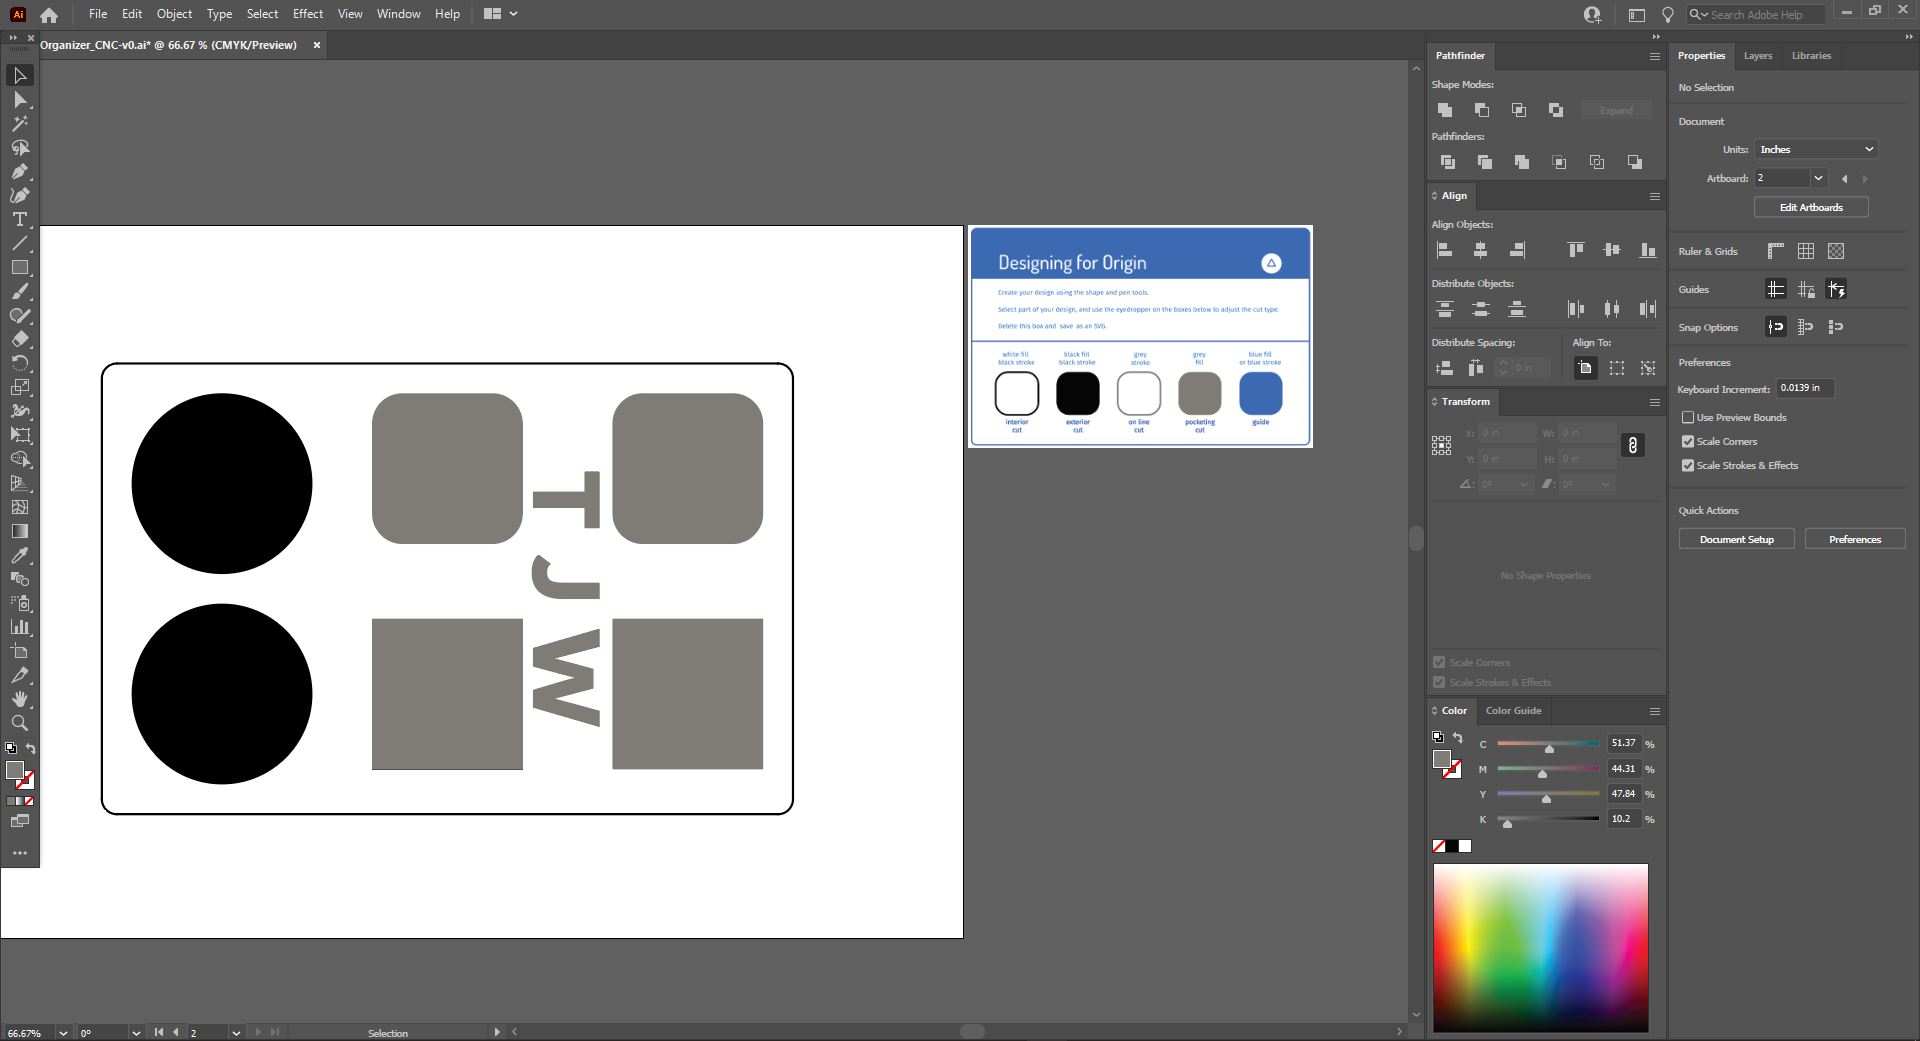 Ai File Edit Object Type Select Effect View Window Help Search Adobe Help
Organizer_CNC-v0.ai* @ 66.67 % (CMYK/Preview)
Designing for Origin
Create your design using the shape and pen tools.
Select part of your design, and use the eyedropper on the boxes below to adjust the cut type.
Delete this box and save as an SVG.
white fill
black stroke
black fill
black stroke
grey
stroke
grey
fill
blue fill
or blue stroke
interior
cut
exterior
cut
on line
cut
pocketing
cut
guide
T J W
66.67% 0° 2 Selection
Pathfinder
Shape Modes:
Expand
Pathfinders:
Align
Align Objects:
Distribute Objects:
Distribute Spacing: Align To:
0 in
Transform
X: 0 in W: 0 in
Y: 0 in H: 0 in
0° 0°
No Shape Properties
Scale Corners
Scale Strokes & Effects
Color Color Guide
C 51.37 %
M 44.31 %
Y 47.84 %
K 10.2 %
Properties Layers Libraries
No Selection
Document
Units: Inches
Artboard: 2
Edit Artboards
Ruler & Grids
Guides
Snap Options
Preferences
Keyboard Increment: 0.0139 in
Use Preview Bounds
Scale Corners
Scale Strokes & Effects
Quick Actions
Document Setup Preferences